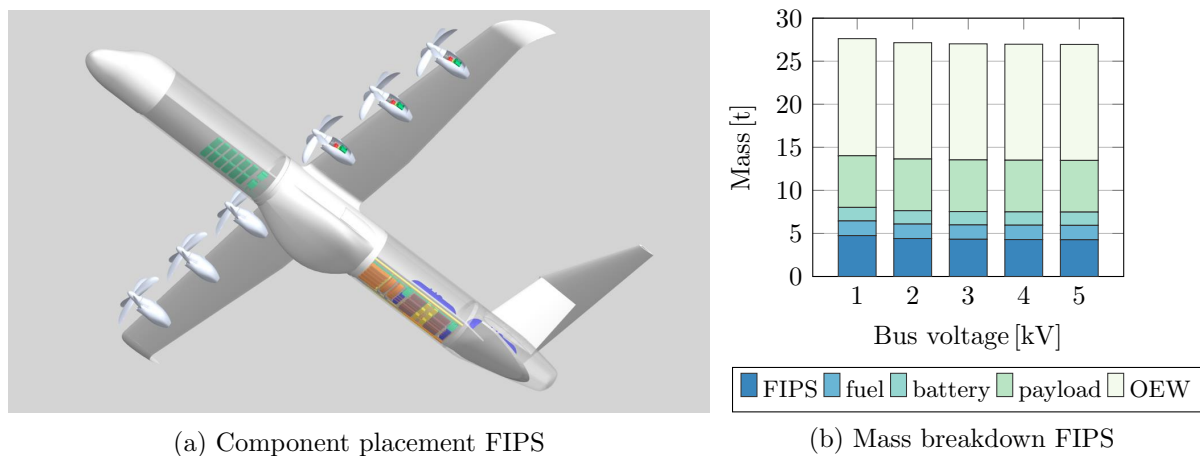 (a) Component placement FIPS
30
25
20
15
10
5
0
Mass [t]
1 2 3 4 5
Bus voltage [kV]
FIPS fuel battery payload OEW
(b) Mass breakdown FIPS